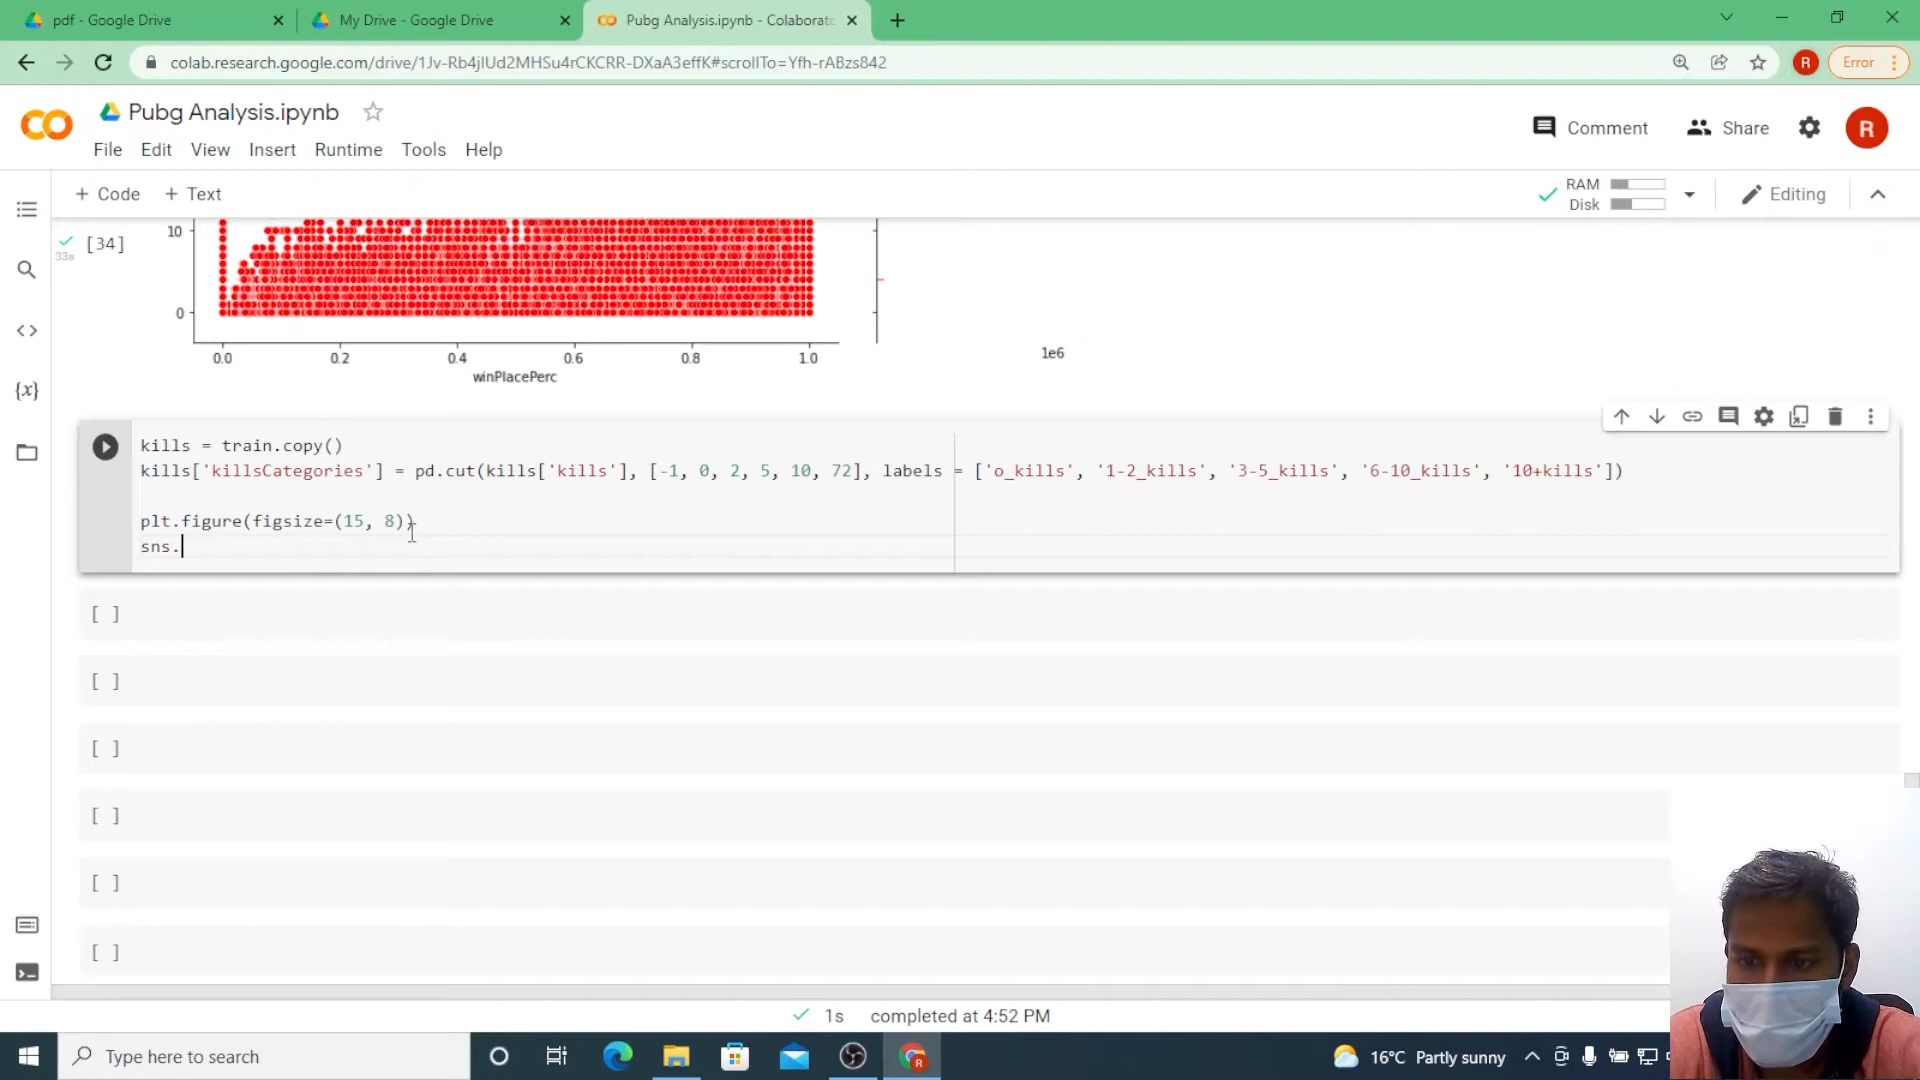 pdf - Google Drive
My Drive - Google Drive
Pubg Analysis.ipynb - Colaborato
colab.research.google.com/drive/1Jv-Rb4jlUd2MHSu4rCKCRR-DXaA3effK#scrollTo=Yfh-rABzs842
R
Error
Pubg Analysis.ipynb
File Edit View Insert Runtime Tools Help
Comment
Share
R
+ Code + Text
RAM
Disk
Editing
[34]
33s
10
0
0.0 0.2 0.4 0.6 0.8 1.0
winPlacePerc
1e6
kills = train.copy()
kills['killsCategories'] = pd.cut(kills['kills'], [-1, 0, 2, 5, 10, 72], labels = ['o_kills', '1-2_kills', '3-5_kills', '6-10_kills', '10+kills'])
plt.figure(figsize=(15, 8))
sns.
[ ]
[ ]
[ ]
[ ]
[ ]
[ ]
1s completed at 4:52 PM
Type here to search
16°C Partly sunny